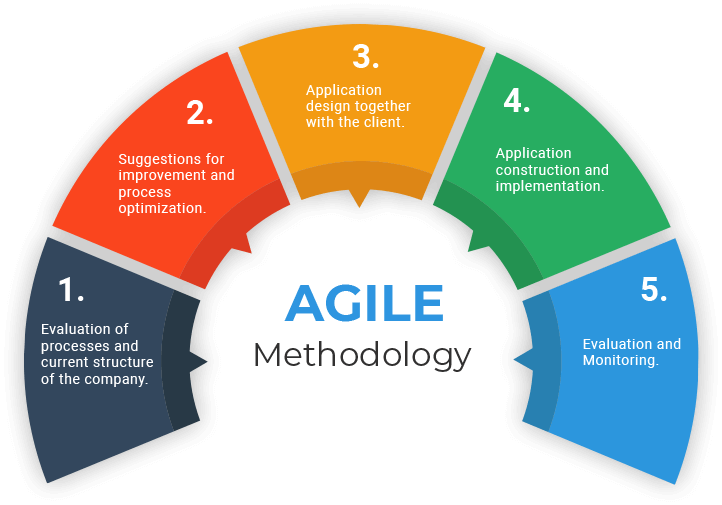 1.
Evaluation of
processes and
current structure
of the company.
2.
Suggestions for
improvement and
process
optimization.
3.
Application
design together
with the client.
4.
Application
construction and
implementation.
5.
Evaluation and
Monitoring.
AGILE
Methodology